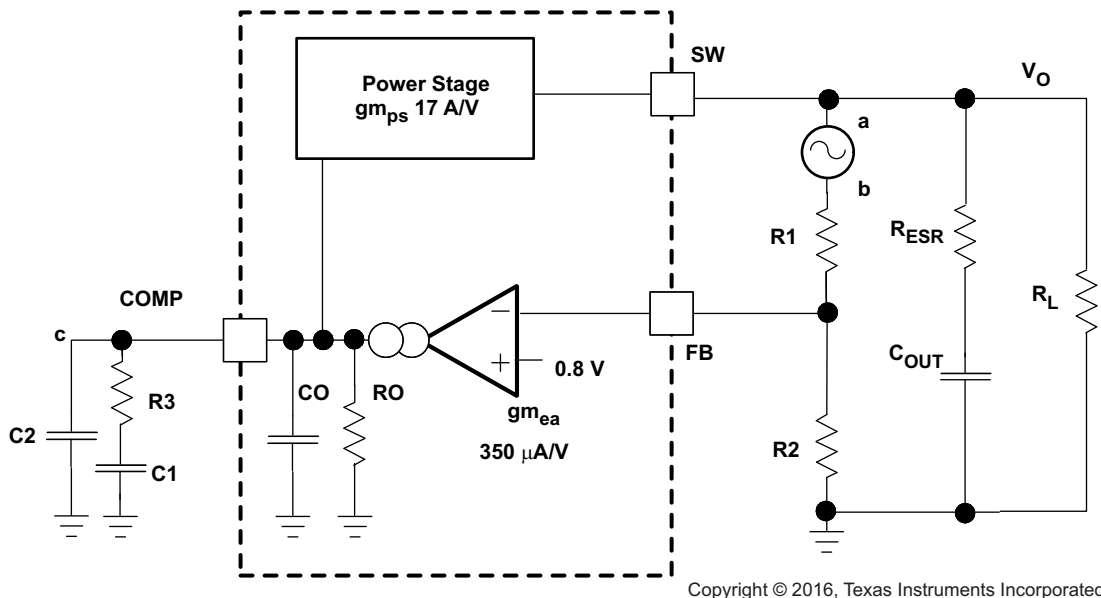 SW
Power Stage
gmps 17 A/V
VO
a
b
R1
RESR
RL
COMP
c
FB
0.8 V
COUT
R3
CO
RO
gmea
350 µA/V
C2
C1
R2
Copyright © 2016, Texas Instruments Incorporated